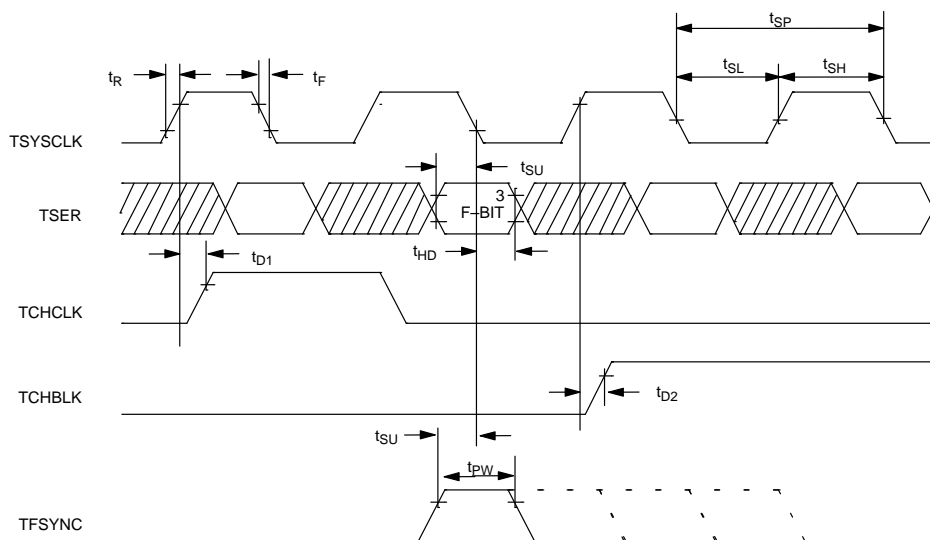 tSP
tR
tF
tSL
tSH
TSYSCLK
tSU
3
TSER
F–BIT
tHD
tD1
TCHCLK
TCHBLK
tD2
tSU
tPW
TFSYNC